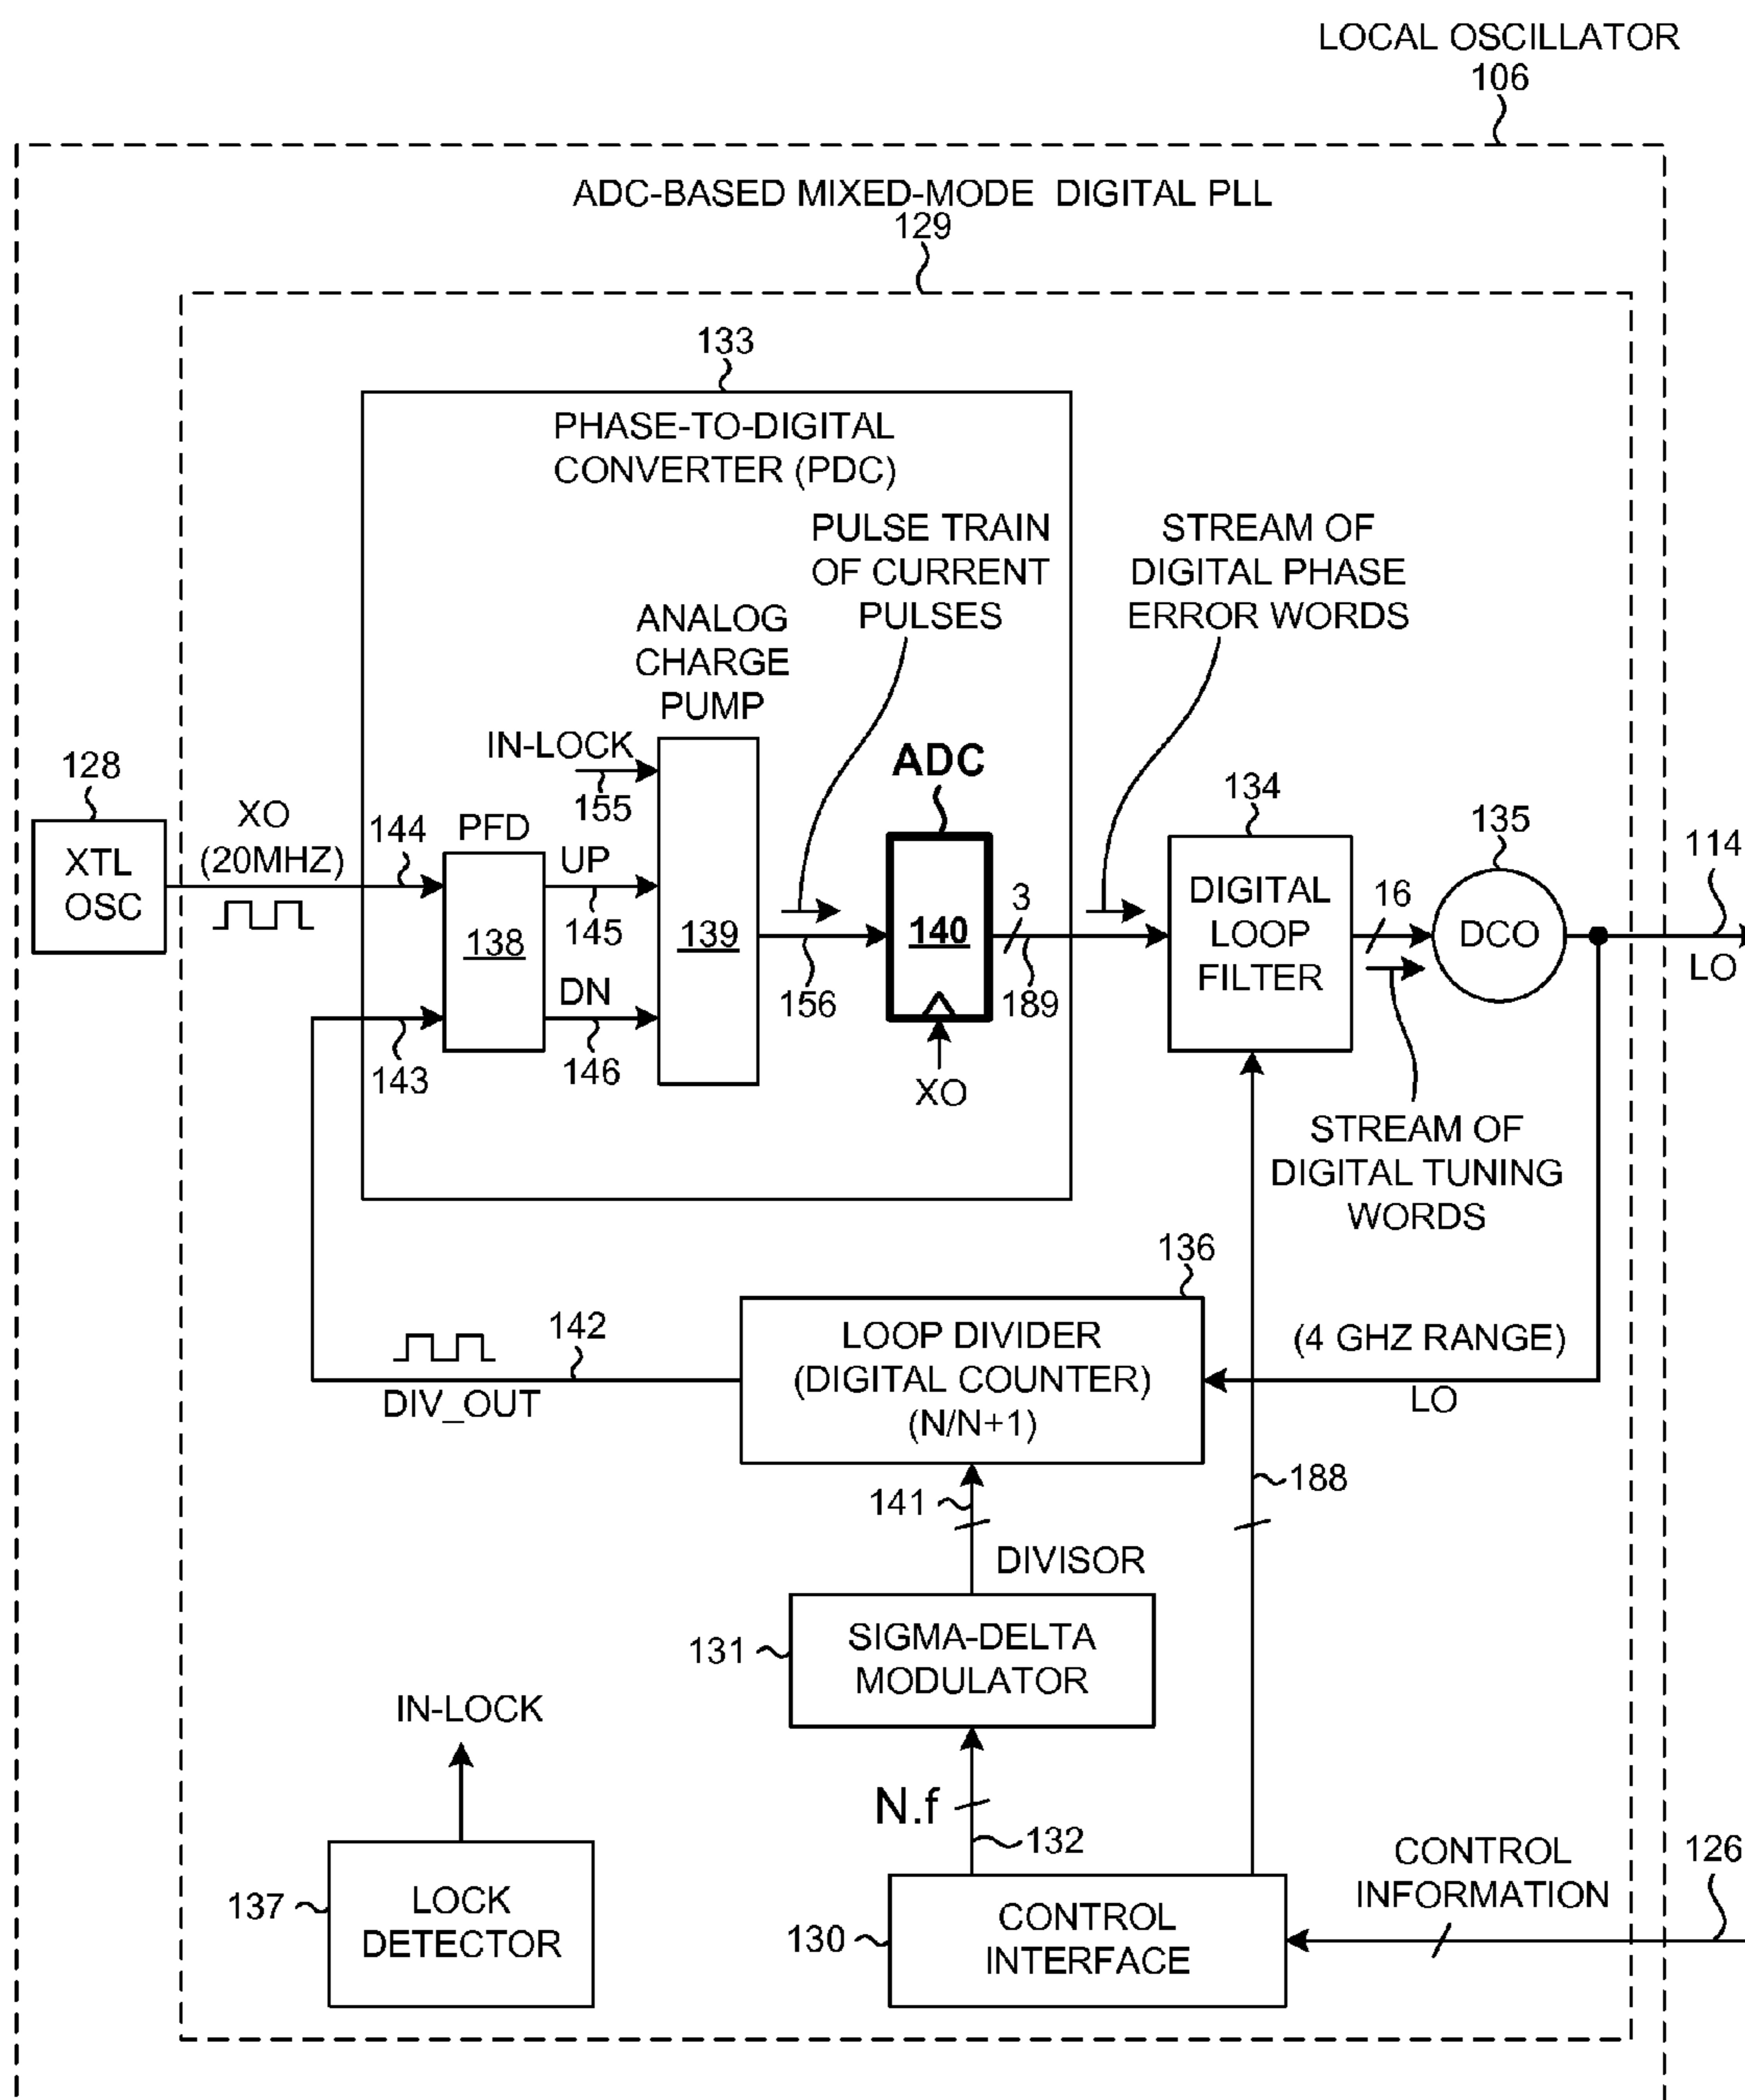 LOCAL OSCILLATOR
106
ADC-BASED MIXED-MODE DIGITAL PLL
129
133
PHASE-TO-DIGITAL
CONVERTER (PDC)
PULSE TRAIN
OF CURRENT
PULSES
STREAM OF
DIGITAL PHASE
ERROR WORDS
ANALOG
CHARGE
PUMP
IN-LOCK
155
ADC
128
XTL
OSC
XO
(20MHZ)
144
PFD
138
UP
145
DN
146
143
139
156
140
XO
3
189
134
DIGITAL
LOOP
FILTER
16
135
DCO
114
LO
STREAM OF
DIGITAL TUNING
WORDS
136
LOOP DIVIDER
(DIGITAL COUNTER)
(N/N+1)
142
DIV_OUT
(4 GHZ RANGE)
LO
141
DIVISOR
188
131
SIGMA-DELTA
MODULATOR
IN-LOCK
N.f
132
137
LOCK
DETECTOR
130
CONTROL
INTERFACE
CONTROL
INFORMATION
126